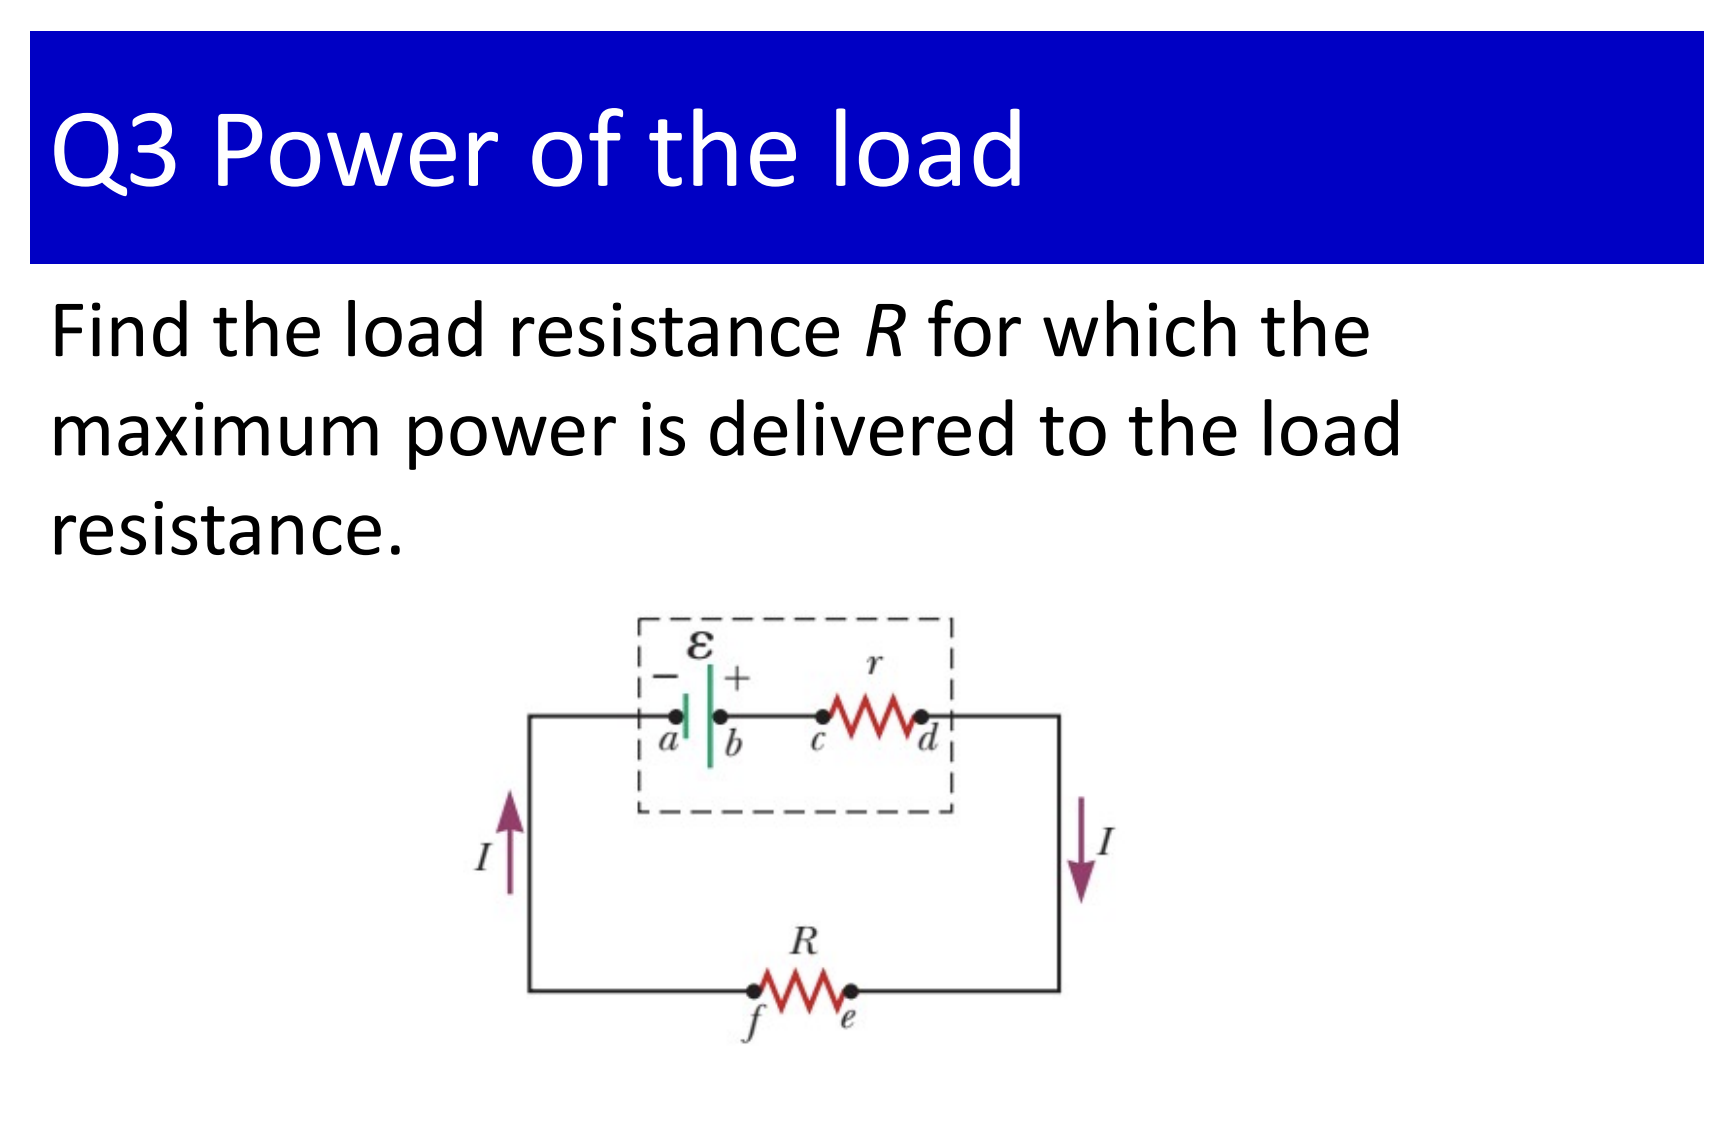 Q3 Power of the load
Find the load resistance R for which the
maximum power is delivered to the load
resistance.
ε
− + r
a b c d
I I
R
f e